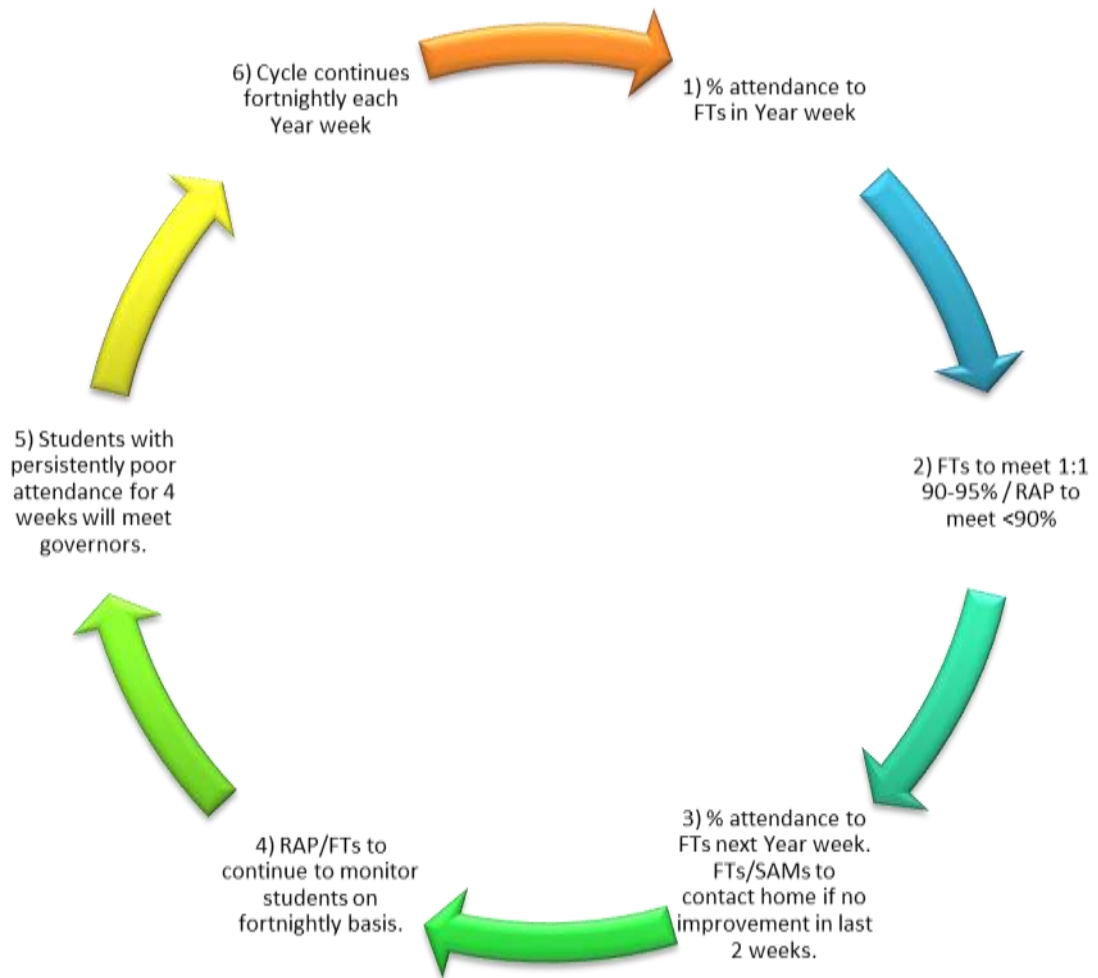 1) % attendance to
FTs in Year week
2) FTs to meet 1:1
90-95% / RAP to
meet <90%
3) % attendance to
FTs next Year week.
FTs/SAMs to
contact home if no
improvement in last
2 weeks.
4) RAP/FTs to
continue to monitor
students on
fortnightly basis.
5) Students with
persistently poor
attendance for 4
weeks will meet
governors.
6) Cycle continues
fortnightly each
Year week